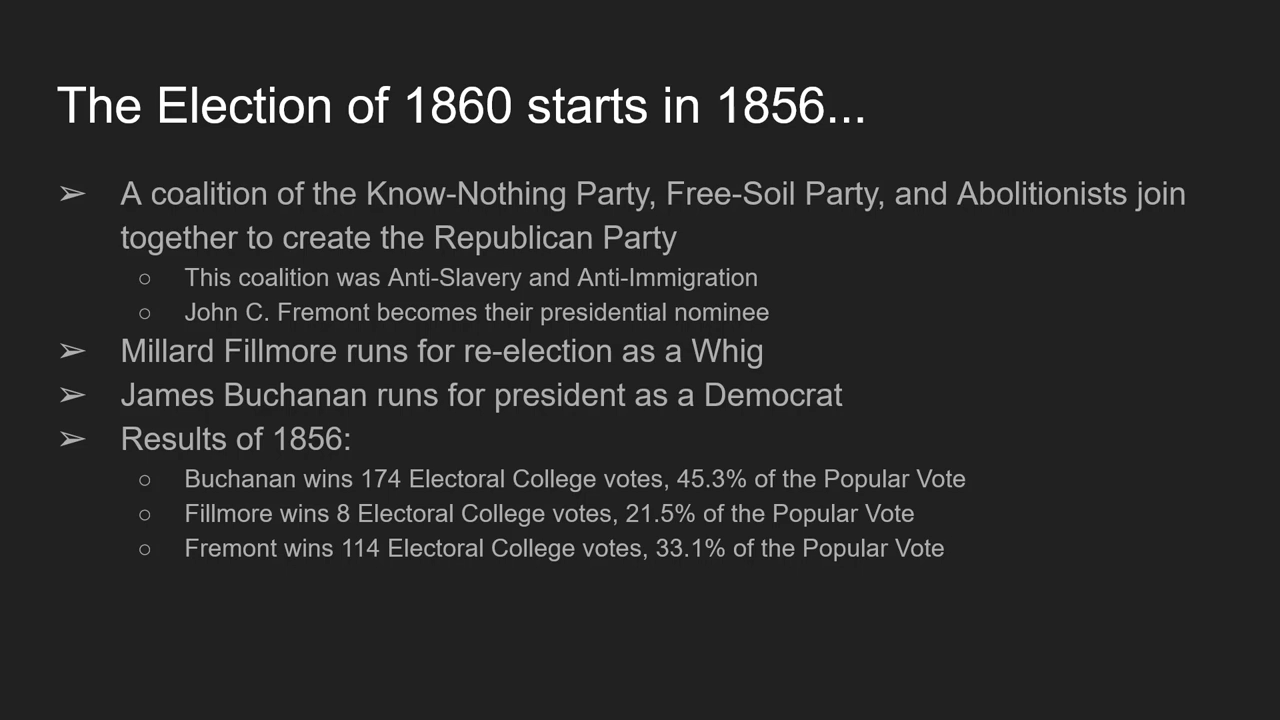 The Election of 1860 starts in 1856...
➢ A coalition of the Know-Nothing Party, Free-Soil Party, and Abolitionists join
together to create the Republican Party
○ This coalition was Anti-Slavery and Anti-Immigration
○ John C. Fremont becomes their presidential nominee
➢ Millard Fillmore runs for re-election as a Whig
➢ James Buchanan runs for president as a Democrat
➢ Results of 1856:
○ Buchanan wins 174 Electoral College votes, 45.3% of the Popular Vote
○ Fillmore wins 8 Electoral College votes, 21.5% of the Popular Vote
○ Fremont wins 114 Electoral College votes, 33.1% of the Popular Vote